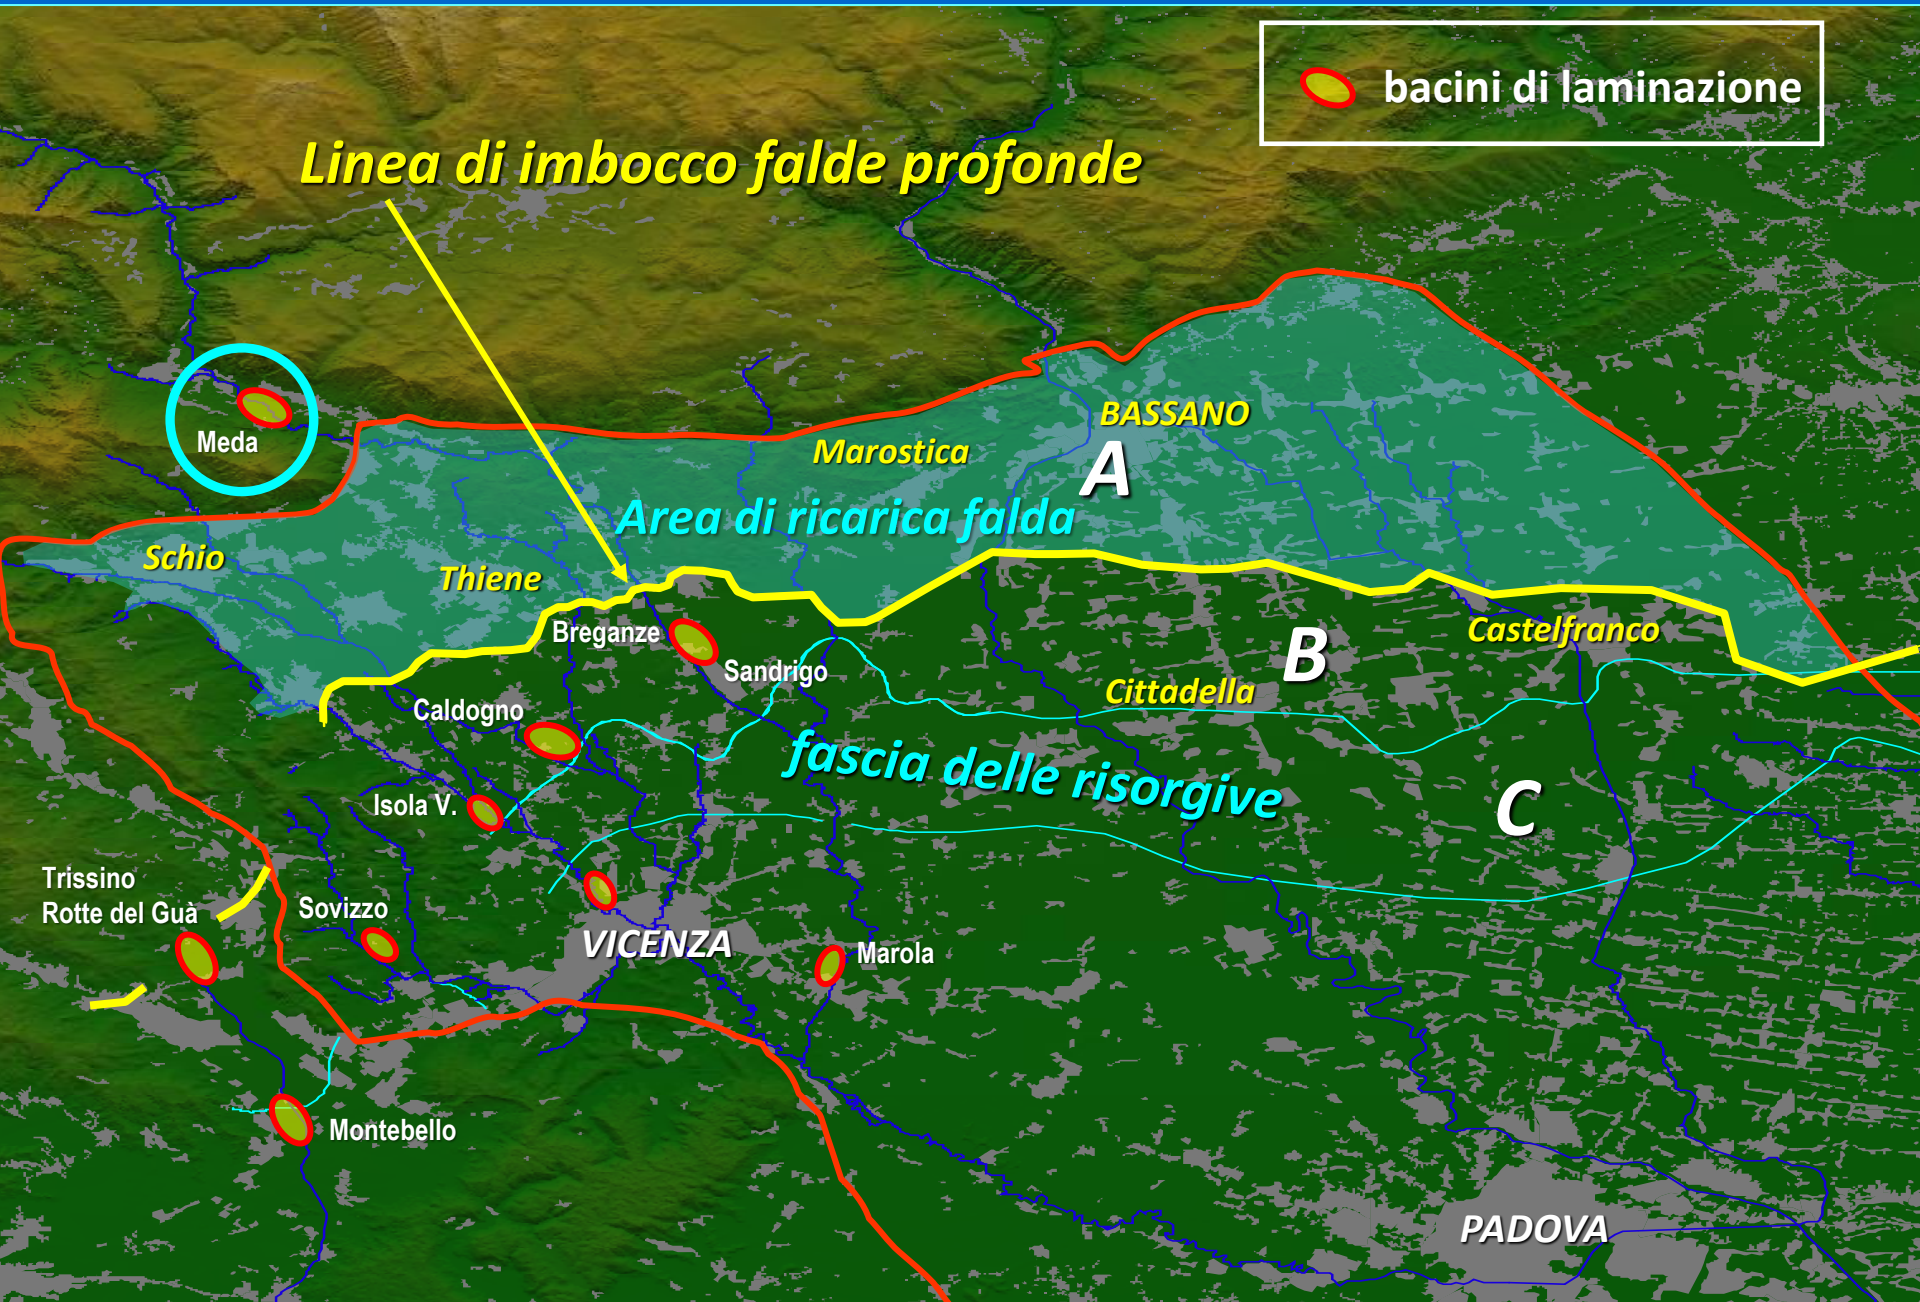 bacini di laminazione
Linea di imbocco falde profonde
BASSANO
Meda
Marostica
A
Area di ricarica falda
Schio
Thiene
Breganze
Castelfranco
B
Sandrigo
Cittadella
Caldogno
fascia delle risorgive
Isola V.
C
Trissino
Rotte del Guà
Sovizzo
VICENZA
Marola
Montebello
PADOVA